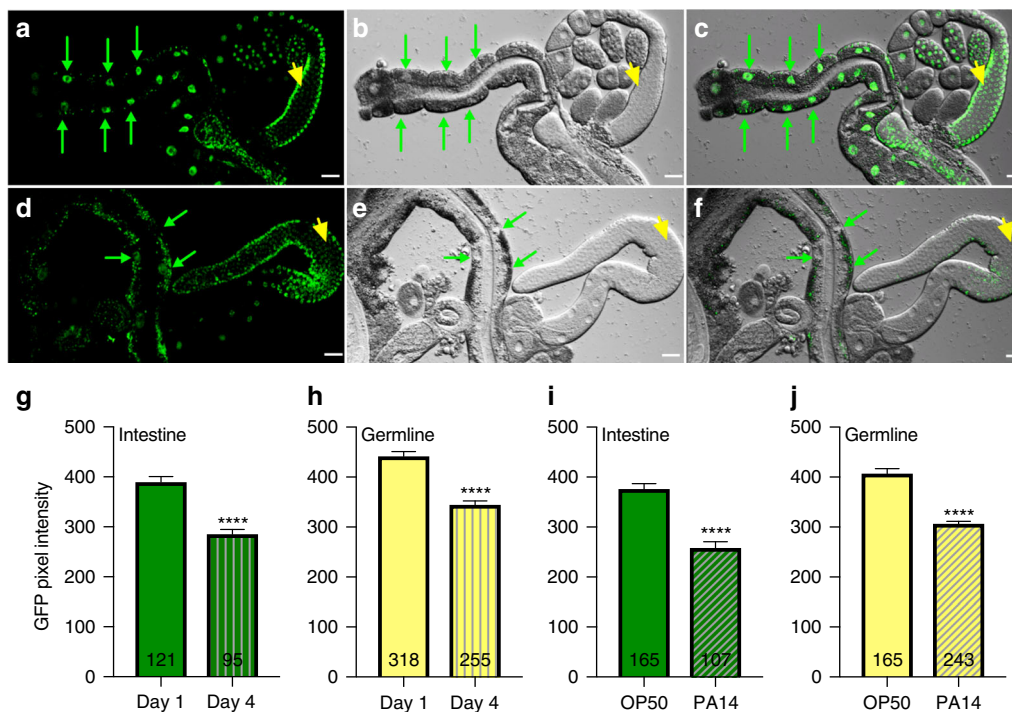 a b c
d e f
g h i j
500 Intestine 500 Germline 500 Intestine 500 Germline
400 400 400 400
**** **** **** ****
300 300 300 300
GFP pixel intensity
200 200 200 200
100 100 100 100
121 95 318 255 165 107 165 243
0 0 0 0
Day 1 Day 4 Day 1 Day 4 OP50 PA14 OP50 PA14